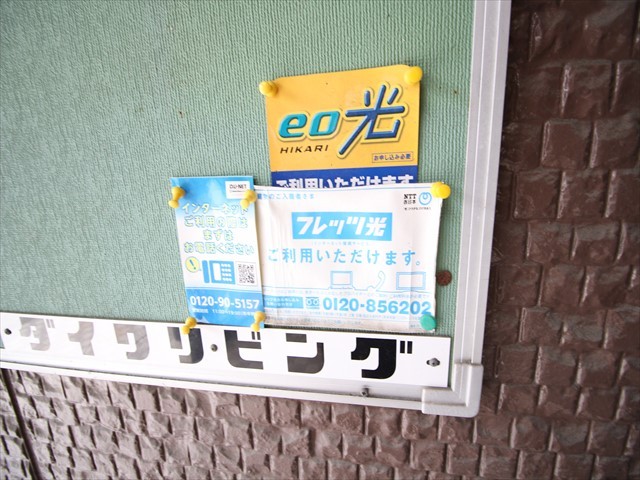 eo光
HIKARI
お申し込み必要
ご利用いただけます
DU-NET
インターネット
ご利用の際は
まずは
お電話ください
0120-90-5157
NTT
西日本
フレッツ光
ご利用いただけます。
0120-856202
ダイワリビング